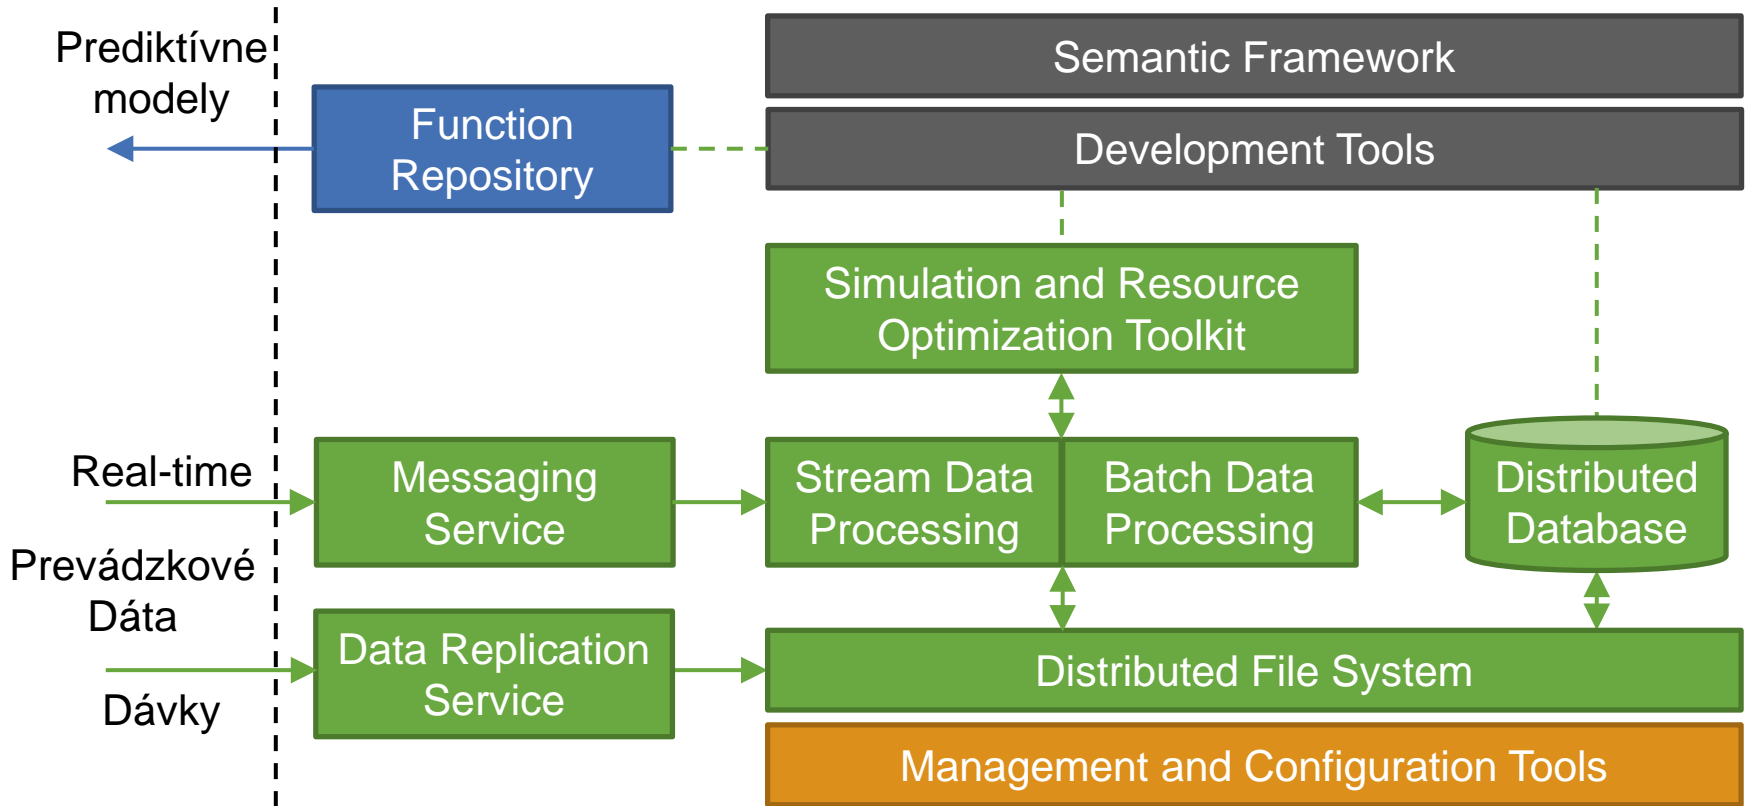 Prediktívne
modely
Semantic Framework
Function
Repository
Development Tools
Simulation and Resource
Optimization Toolkit
Real-time
Messaging
Service
Stream Data
Processing
Batch Data
Processing
Distributed
Database
Prevádzkové
Dáta
Data Replication
Service
Distributed File System
Dávky
Management and Configuration Tools